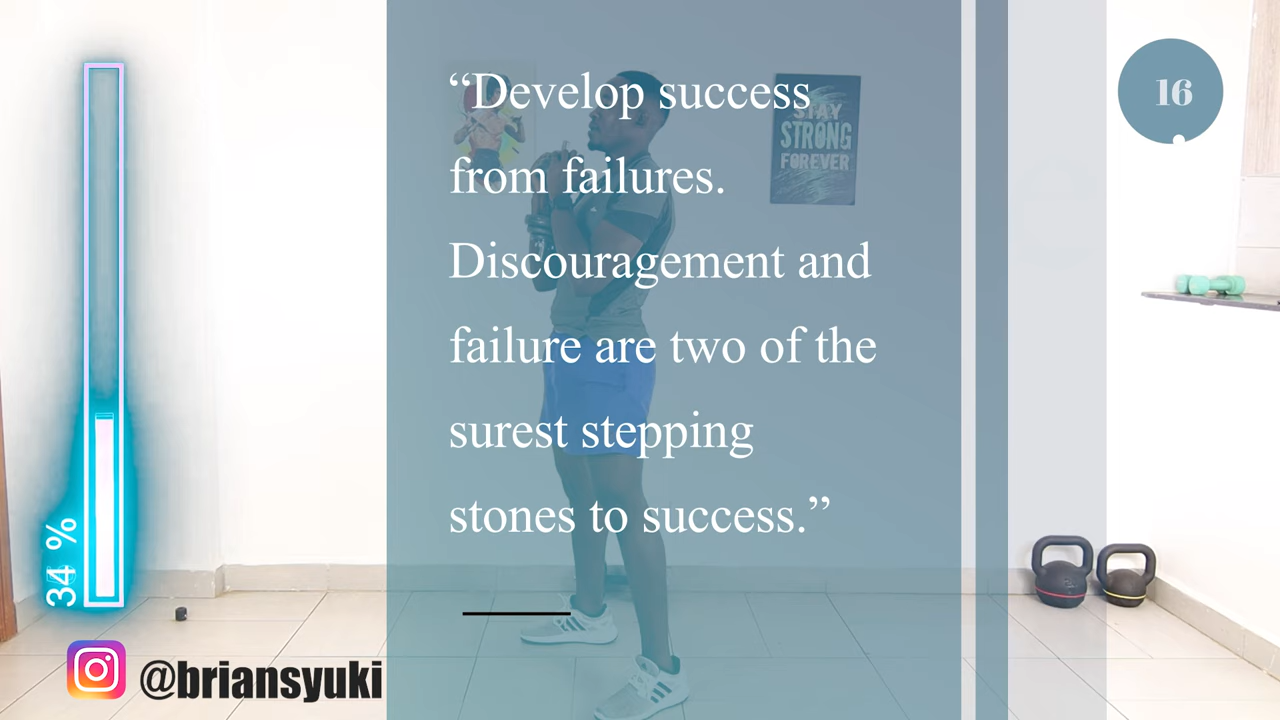 “Develop success
from failures.
Discouragement and
failure are two of the
surest stepping
stones to success.”
STAY
STRONG
FOREVER
16
34 %
@briansyuki